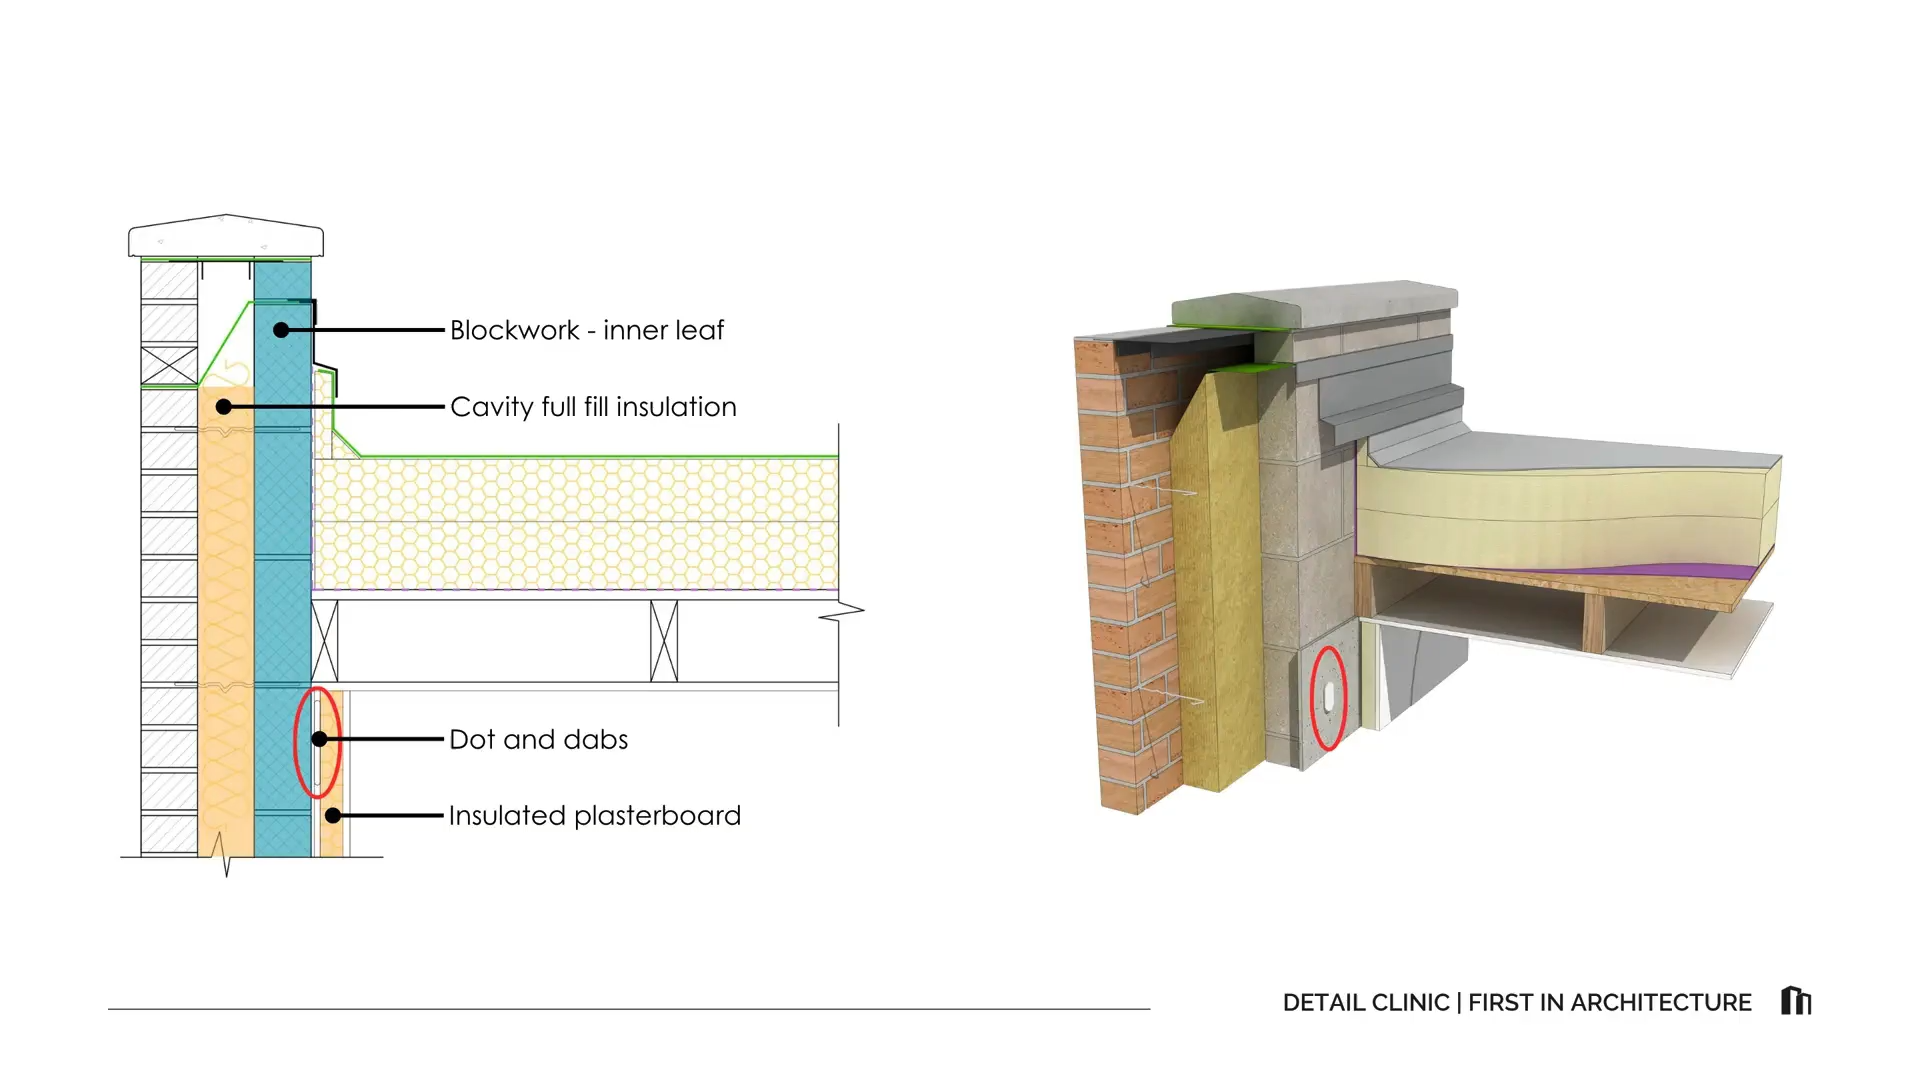 Blockwork - inner leaf
Cavity full fill insulation
Dot and dabs
Insulated plasterboard
DETAIL CLINIC | FIRST IN ARCHITECTURE